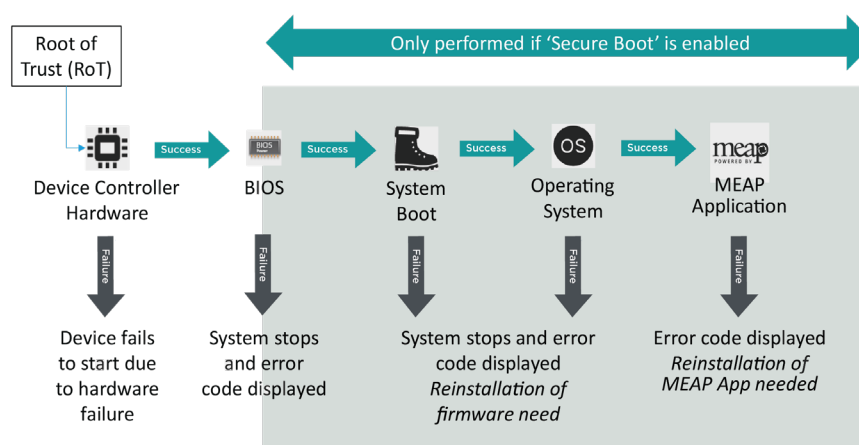 Root of
Trust (RoT)
Only performed if ‘Secure Boot’ is enabled
Success
Success
Success
Success
BIOS
OS
meap
POWERED BY
Device Controller
Hardware
BIOS
System
Boot
Operating
System
MEAP
Application
Failure
Failure
Failure
Failure
Failure
Device fails
to start due
to hardware
failure
System stops
and error
code displayed
System stops and error
code displayed
Reinstallation of
firmware need
Error code displayed
Reinstallation of
MEAP App needed